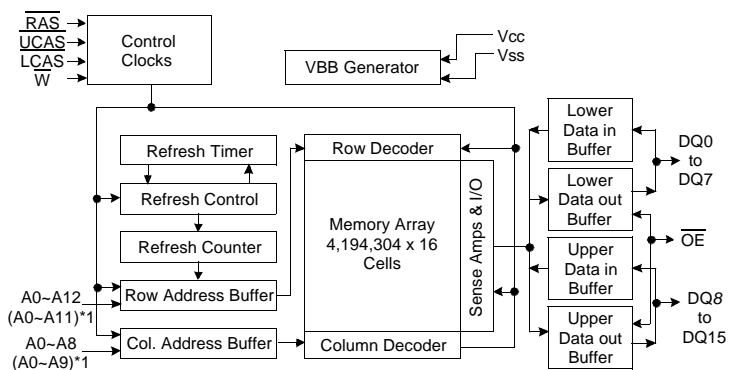 RAS
UCAS
LCAS
W
Control
Clocks
VBB Generator
Vcc
Vss
Refresh Timer
Refresh Control
Refresh Counter
Row Address Buffer
Col. Address Buffer
A0~A12
(A0~A11)*1
A0~A8
(A0~A9)*1
Row Decoder
Memory Array
4,194,304 x 16
Cells
Column Decoder
Sense Amps & I/O
Lower
Data in
Buffer
Lower
Data out
Buffer
Upper
Data in
Buffer
Upper
Data out
Buffer
DQ0
to
DQ7
OE
DQ8
to
DQ15